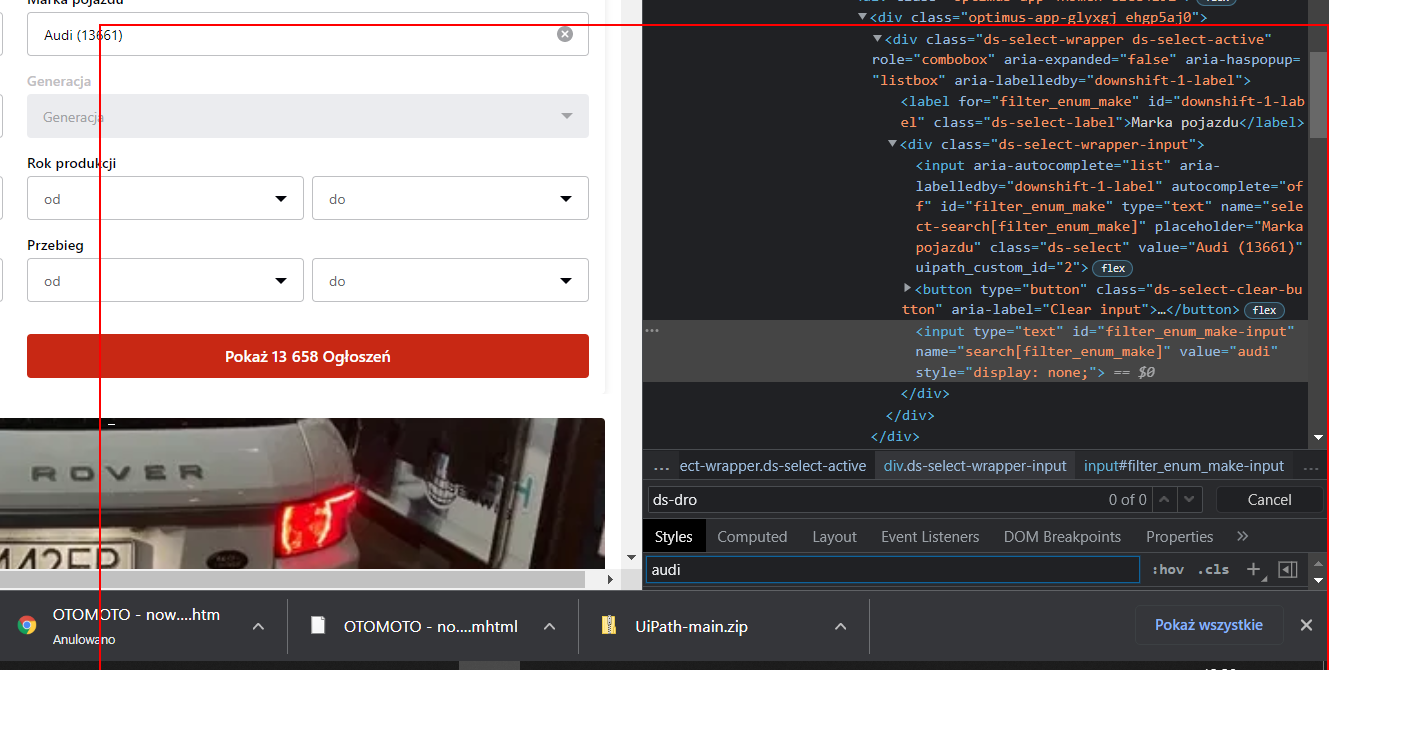 Marka pojazdu
Audi (13661)
Generacja
Generacja
Rok produkcji
od
do
Przebieg
od
do
Pokaż 13 658 Ogłoszeń
ROVER
442FP
<div class="optimus-app-glyxgj ehgp5aj0">
<div class="ds-select-wrapper ds-select-active"
role="combobox" aria-expanded="false" aria-haspopup=
"listbox" aria-labelledby="downshift-1-label">
<label for="filter_enum_make" id="downshift-1-lab
el" class="ds-select-label">Marka pojazdu</label>
<div class="ds-select-wrapper-input">
<input aria-autocomplete="list" aria-
labelledby="downshift-1-label" autocomplete="of
f" id="filter_enum_make" type="text" name="sele
ct-search[filter_enum_make]" placeholder="Marka
pojazdu" class="ds-select" value="Audi (13661)"
uipath_custom_id="2"> flex
<button type="button" class="ds-select-clear-bu
tton" aria-label="Clear input">…</button> flex
<input type="text" id="filter_enum_make-input"
name="search[filter_enum_make]" value="audi"
style="display: none;"> == $0
</div>
</div>
</div>
... ect-wrapper.ds-select-active div.ds-select-wrapper-input input#filter_enum_make-input ...
ds-dro 0 of 0 Cancel
Styles Computed Layout Event Listeners DOM Breakpoints Properties »
audi :hov .cls +
OTOMOTO - now....htm
Anulowano
OTOMOTO - no....mhtml
UiPath-main.zip
Pokaż wszystkie